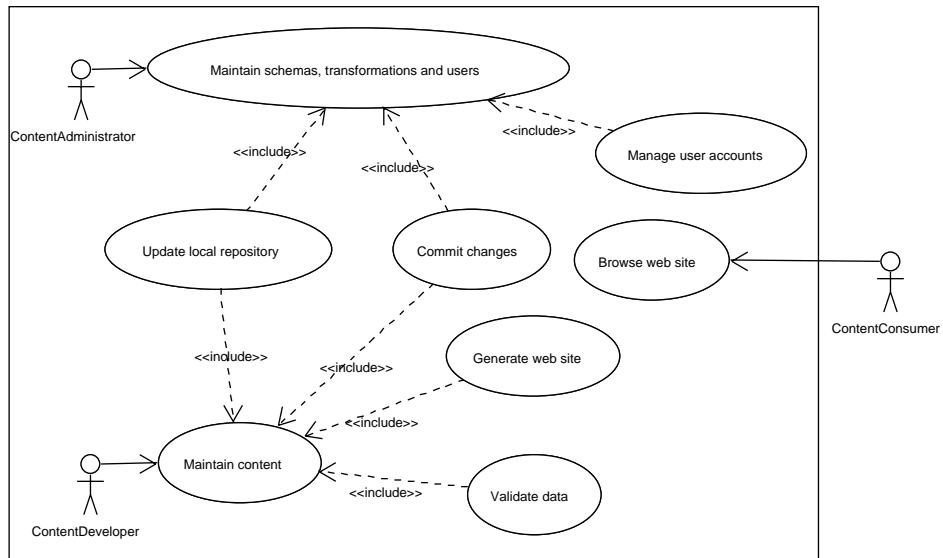 Maintain schemas, transformations and users
ContentAdministrator
<<include>>
<<include>>
<<include>>
Manage user accounts
Update local repository
Commit changes
Browse web site
ContentConsumer
<<include>>
<<include>>
Generate web site
<<include>>
Maintain content
<<include>>
Validate data
ContentDeveloper